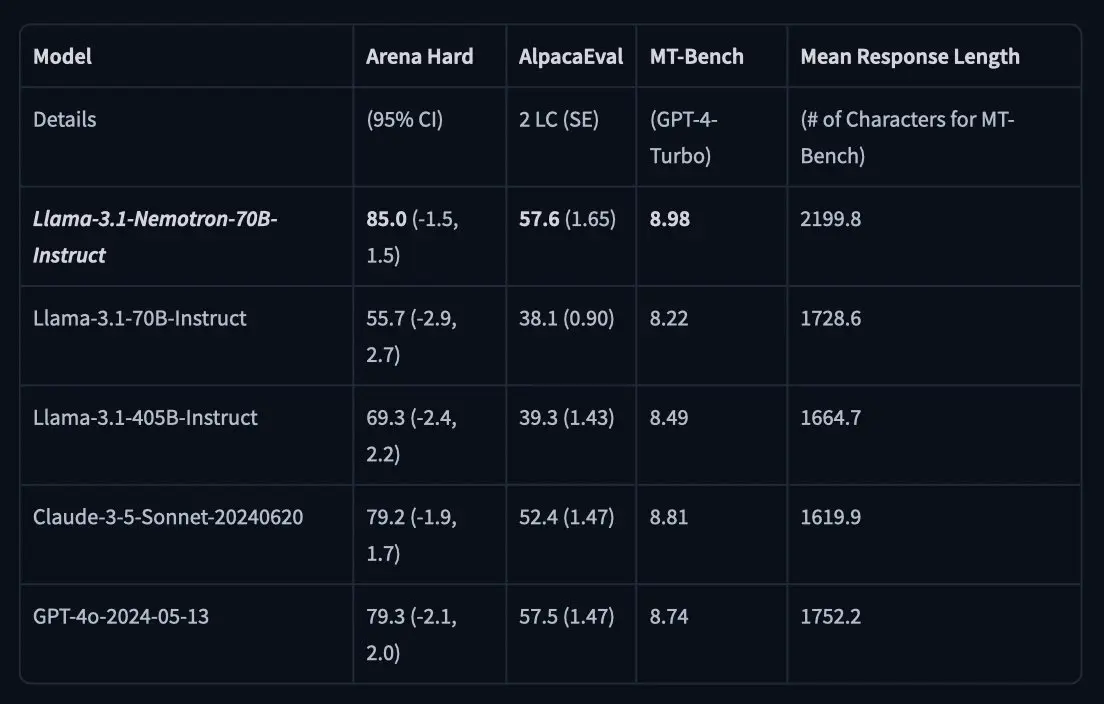 Model Arena Hard AlpacaEval MT-Bench Mean Response Length
Details (95% CI) 2 LC (SE) (GPT-4- (# of Characters for MT-
Turbo) Bench)
Llama-3.1-Nemotron-70B- 85.0 (-1.5, 57.6 (1.65) 8.98 2199.8
Instruct 1.5)
Llama-3.1-70B-Instruct 55.7 (-2.9, 38.1 (0.90) 8.22 1728.6
2.7)
Llama-3.1-405B-Instruct 69.3 (-2.4, 39.3 (1.43) 8.49 1664.7
2.2)
Claude-3-5-Sonnet-20240620 79.2 (-1.9, 52.4 (1.47) 8.81 1619.9
1.7)
GPT-4o-2024-05-13 79.3 (-2.1, 57.5 (1.47) 8.74 1752.2
2.0)